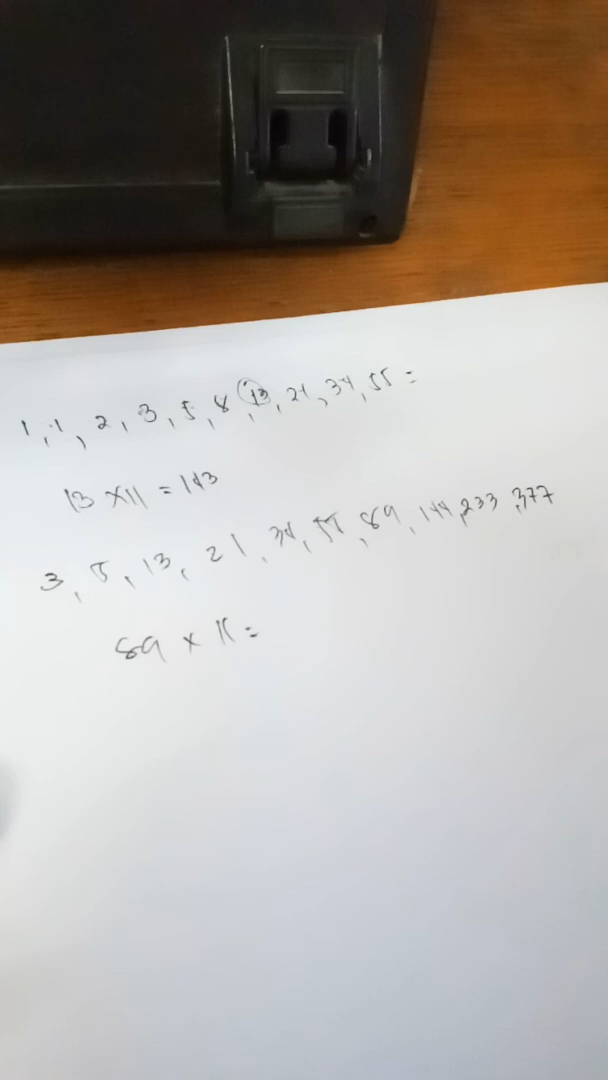 1, 1, 2, 3, 5, 8, 13, 21, 34, 55 =
13 x 11 = 143
3, 5, 13, 21, 34, 55, 89, 144, 233, 377
89 x 11 =